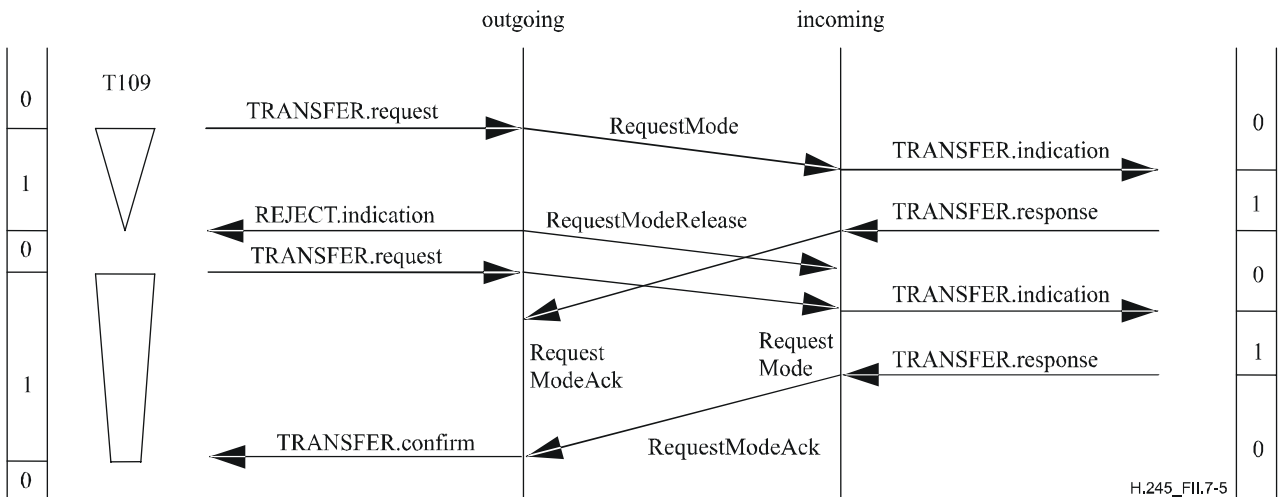 outgoing
incoming
T109
0
TRANSFER.request
RequestMode
0
TRANSFER.indication
1
REJECT.indication
RequestModeRelease
TRANSFER.response
1
0
TRANSFER.request
TRANSFER.indication
0
Request
ModeAck
Request
Mode
TRANSFER.response
1
1
TRANSFER.confirm
RequestModeAck
0
0
H.245_FII.7-5